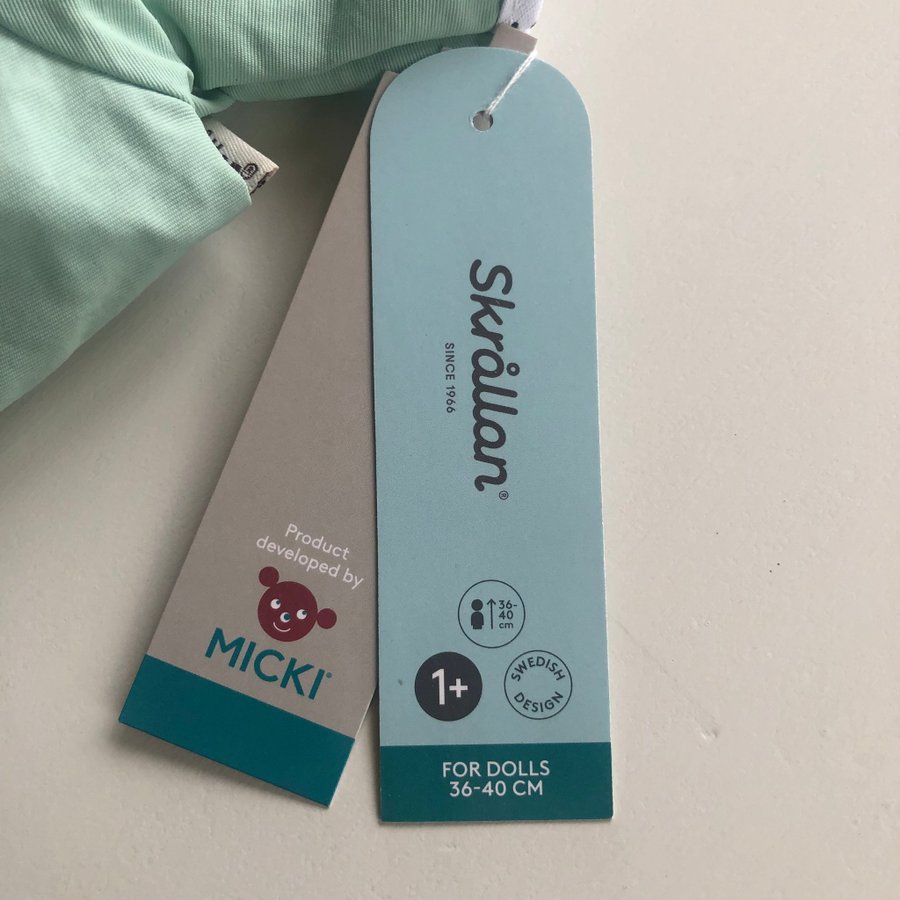 Skrållan®
SINCE 1966
36-
40
cm
1+
SWEDISH
DESIGN
FOR DOLLS
36-40 CM
Product
developed by
MICKI®